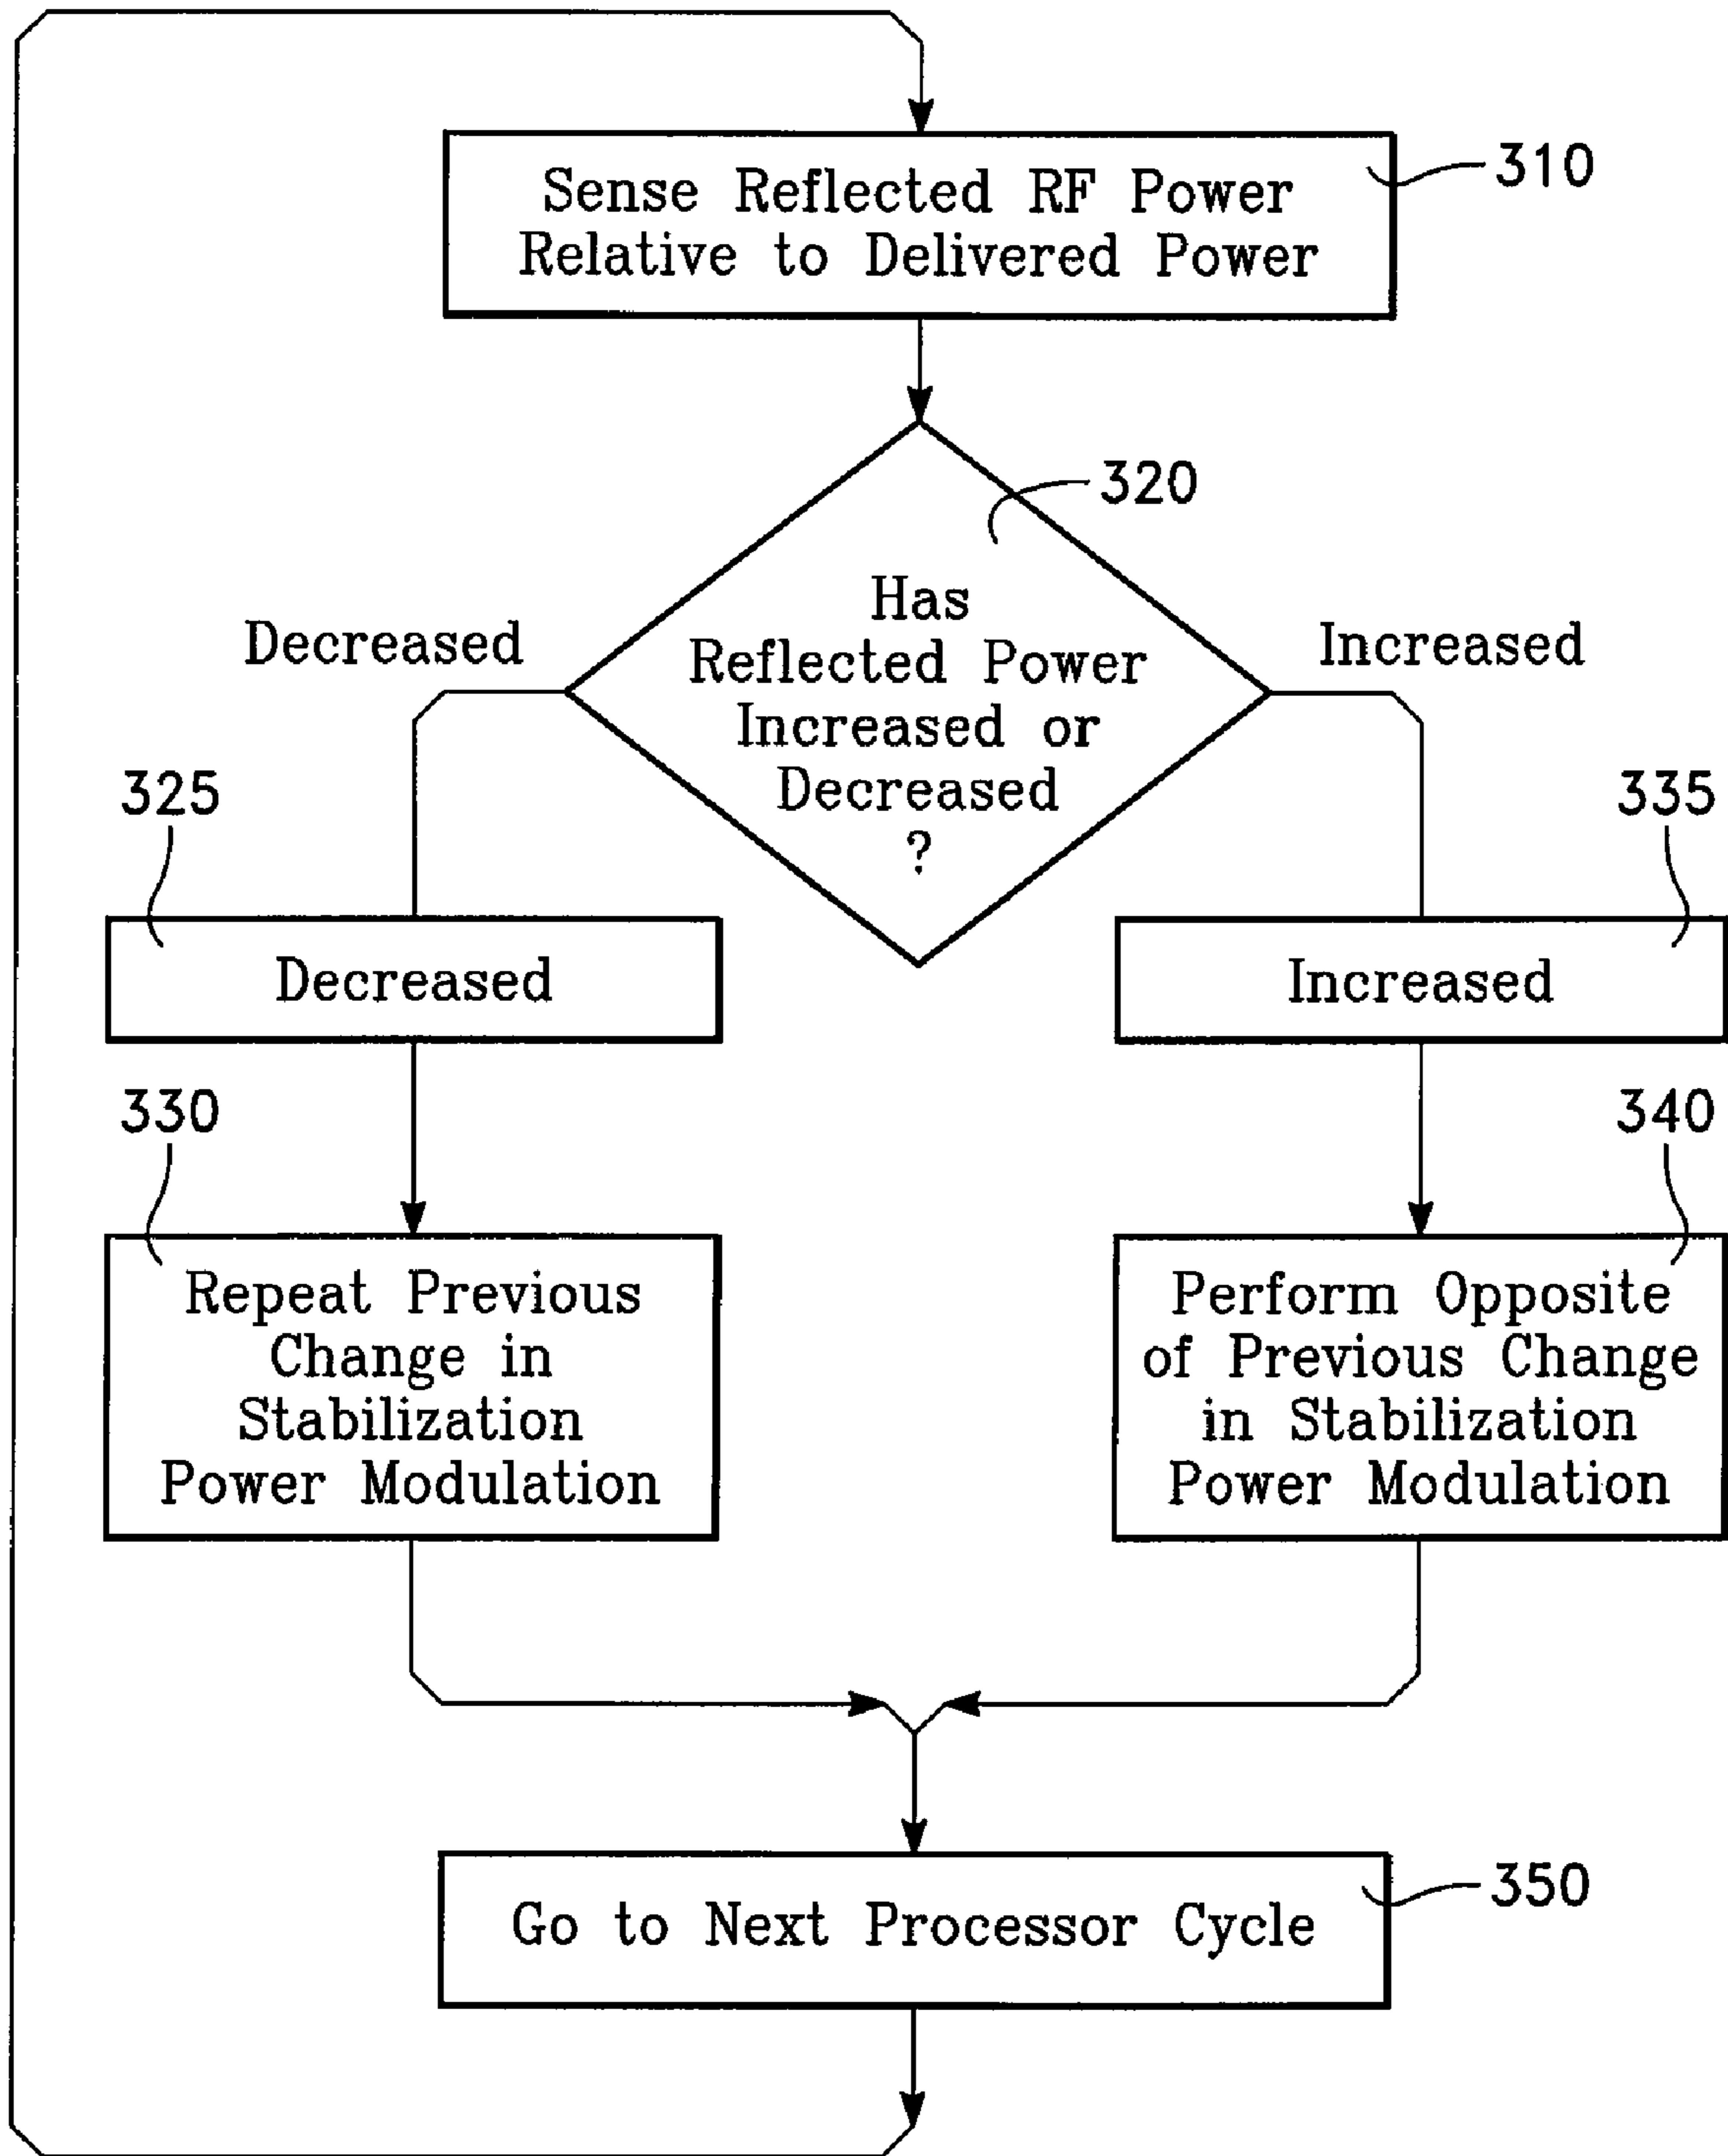 Sense Reflected RF Power
Relative to Delivered Power
310
320
Has
Reflected Power
Increased or
Decreased
?
Decreased
Increased
325
335
Decreased
Increased
330
340
Repeat Previous
Change in
Stabilization
Power Modulation
Perform Opposite
of Previous Change
in Stabilization
Power Modulation
Go to Next Processor Cycle
350